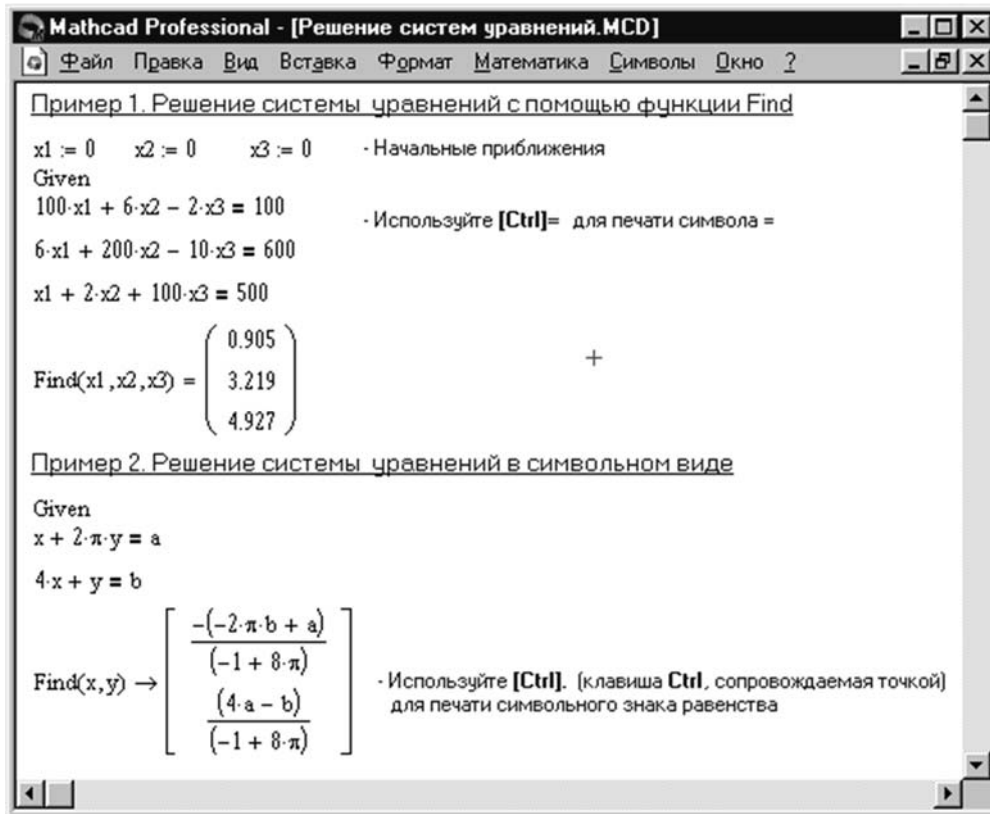 Mathcad Professional - [Решение систем уравнений.MCD]
Файл Правка Вид Вставка Формат Математика Символы Окно ?
Пример 1. Решение системы уравнений с помощью функции Find
x1 := 0 x2 := 0 x3 := 0 - Начальные приближения
Given
100·x1 + 6·x2 − 2·x3 = 100
- Используйте [Ctrl]= для печати символа =
6·x1 + 200·x2 − 10·x3 = 600
x1 + 2·x2 + 100·x3 = 500
0.905
Find(x1,x2,x3) = 3.219
4.927
Пример 2. Решение системы уравнений в символьном виде
Given
x + 2·π·y = a
4·x + y = b
-(-2·π·b + a)
(-1 + 8·π)
Find(x,y) → - Используйте [Ctrl]. (клавиша Ctrl, сопровождаемая точкой)
(4·a − b) для печати символьного знака равенства
(-1 + 8·π)